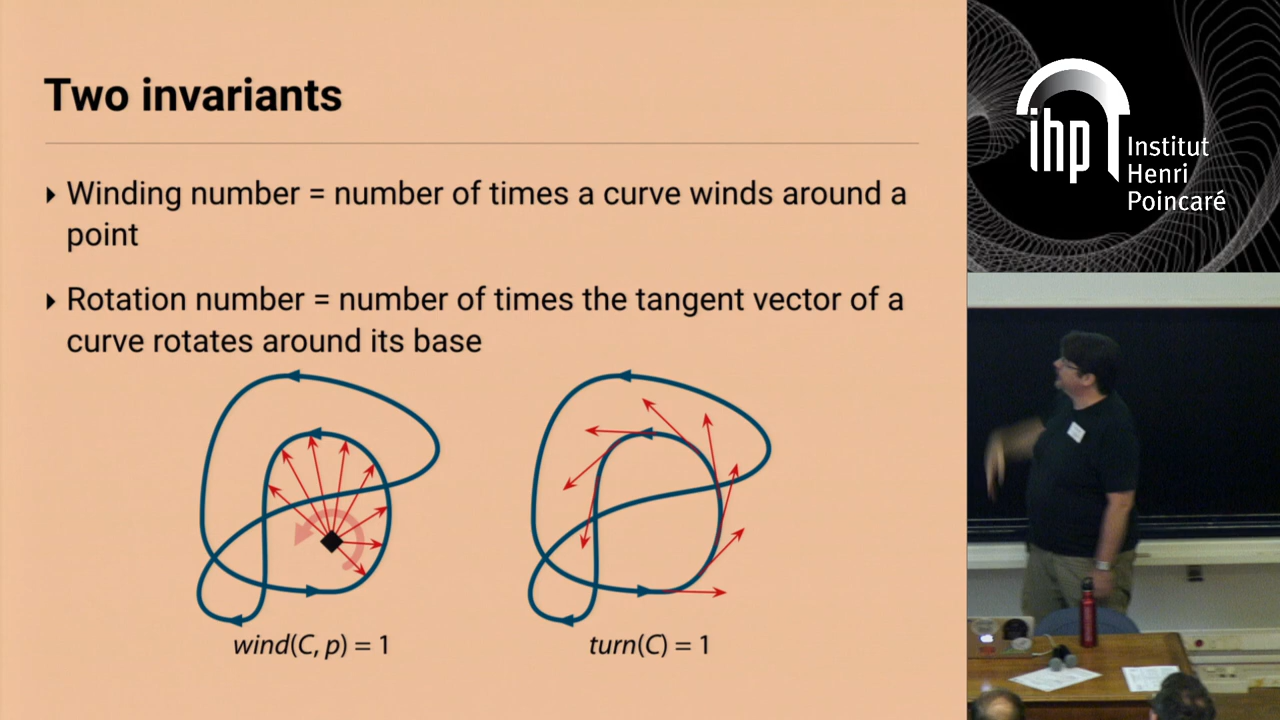 Two invariants
‣ Winding number = number of times a curve winds around a
point
‣ Rotation number = number of times the tangent vector of a
curve rotates around its base
wind(C, p) = 1
turn(C) = 1
ihp Institut
Henri
Poincaré